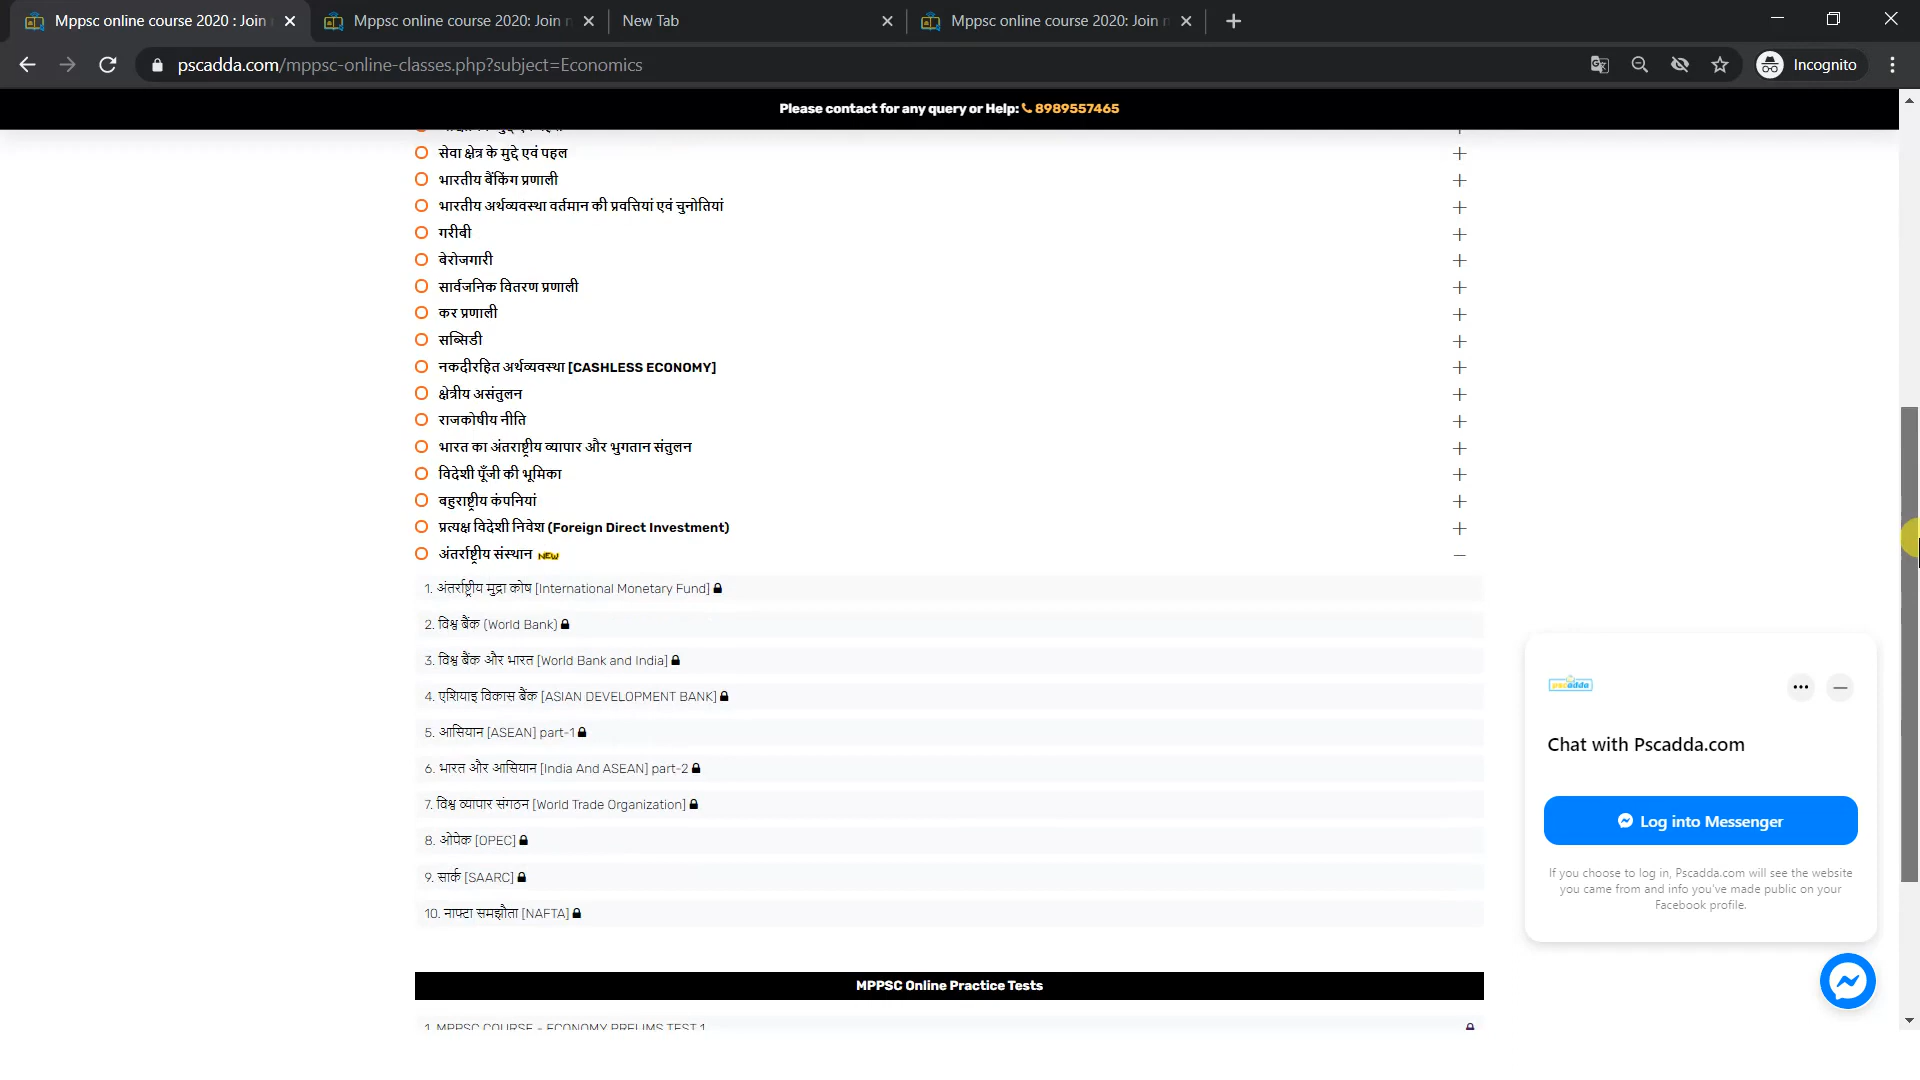 Mppsc online course 2020 : Join
Mppsc online course 2020: Join n
New Tab
Mppsc online course 2020: Join n
pscadda.com/mppsc-online-classes.php?subject=Economics
Incognito
Please contact for any query or Help: 8989557465
सेवा क्षेत्र के मुद्दे एवं पहल
भारतीय बैंकिंग प्रणाली
भारतीय अर्थव्यवस्था वर्तमान की प्रवत्तियां एवं चुनोतियां
गरीबी
बेरोजगारी
सार्वजनिक वितरण प्रणाली
कर प्रणाली
सब्सिडी
नकदीरहित अर्थव्यवस्था [CASHLESS ECONOMY]
क्षेत्रीय असंतुलन
राजकोषीय नीति
भारत का अंतराष्ट्रीय व्यापार और भुगतान संतुलन
विदेशी पूँजी की भूमिका
बहुराष्ट्रीय कंपनियां
प्रत्यक्ष विदेशी निवेश (Foreign Direct Investment)
अंतर्राष्ट्रीय संस्थान NEW
1. अंतर्राष्ट्रीय मुद्रा कोष [International Monetary Fund]
2. विश्व बैंक (World Bank)
3. विश्व बैंक और भारत [World Bank and India]
4. एशियाइ विकास बैंक [ASIAN DEVELOPMENT BANK]
5. आसियान [ASEAN] part-1
6. भारत और आसियान [India And ASEAN] part-2
7. विश्व व्यापार संगठन [World Trade Organization]
8. ओपेक [OPEC]
9. सार्क [SAARC]
10. नाफ्टा समझौता [NAFTA]
MPPSC Online Practice Tests
1. MPPSC COURSE - ECONOMY PRELIMS TEST 1
pscadda
Chat with Pscadda.com
Log into Messenger
If you choose to log in, Pscadda.com will see the website
you came from and info you've made public on your
Facebook profile.